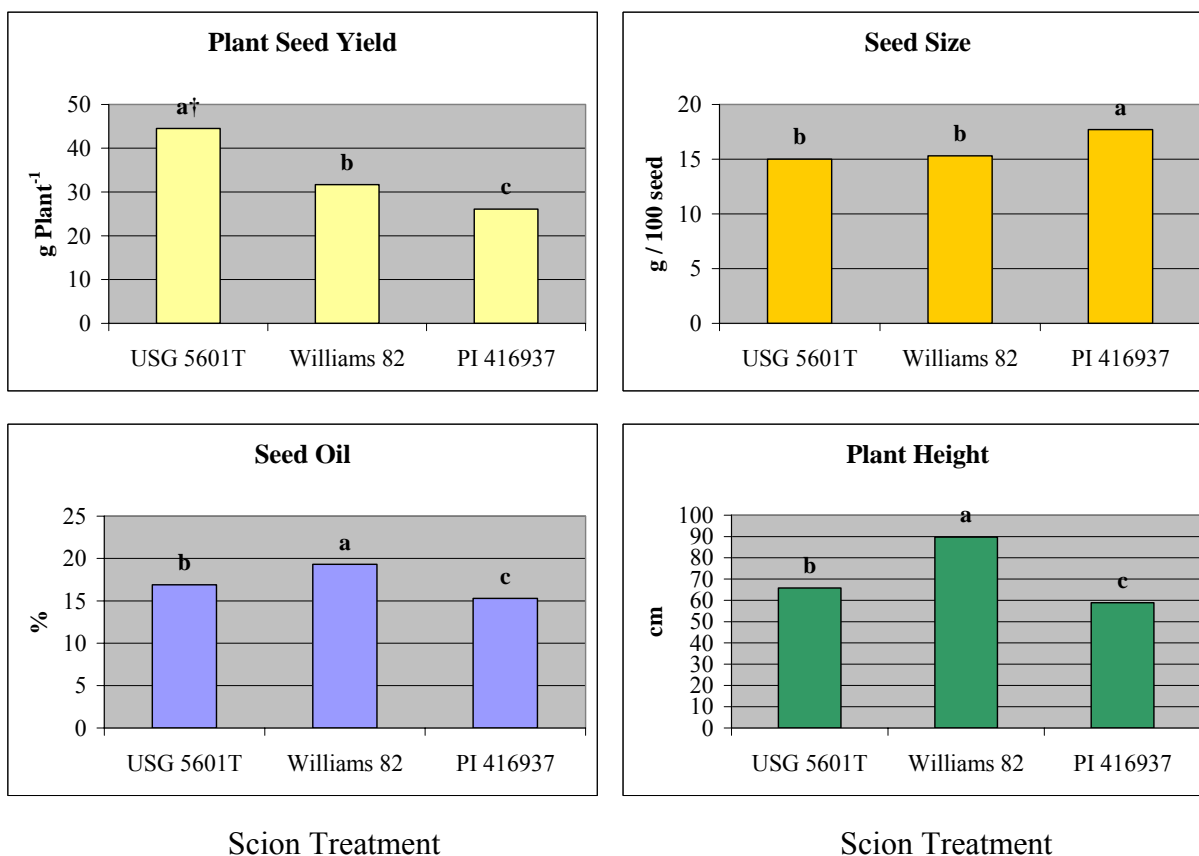 Plant Seed Yield
g Plant-1
50
40
30
20
10
0
a†
b
c
USG 5601T Williams 82 PI 416937
Seed Size
g / 100 seed
20
15
10
5
0
b
b
a
USG 5601T Williams 82 PI 416937
Seed Oil
%
25
20
15
10
5
0
b
a
c
USG 5601T Williams 82 PI 416937
Plant Height
cm
100
90
80
70
60
50
40
30
20
10
0
b
a
c
USG 5601T Williams 82 PI 416937
Scion Treatment
Scion Treatment